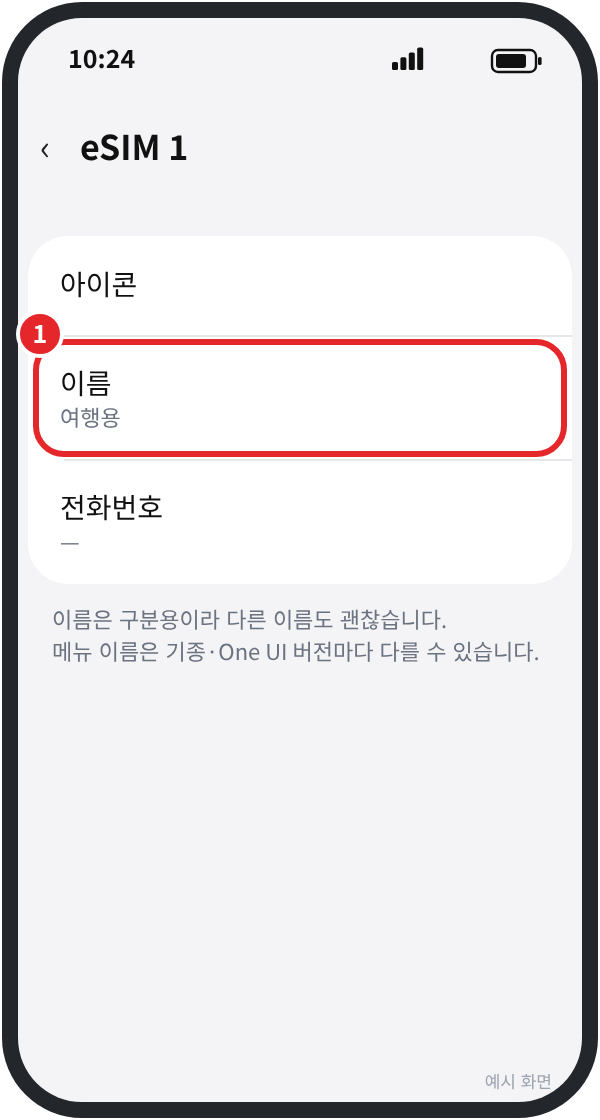 10:24
‹ eSIM 1
아이콘
1
이름
여행용
전화번호
—
이름은 구분용이라 다른 이름도 괜찮습니다.
메뉴 이름은 기종·One UI 버전마다 다를 수 있습니다.
예시 화면